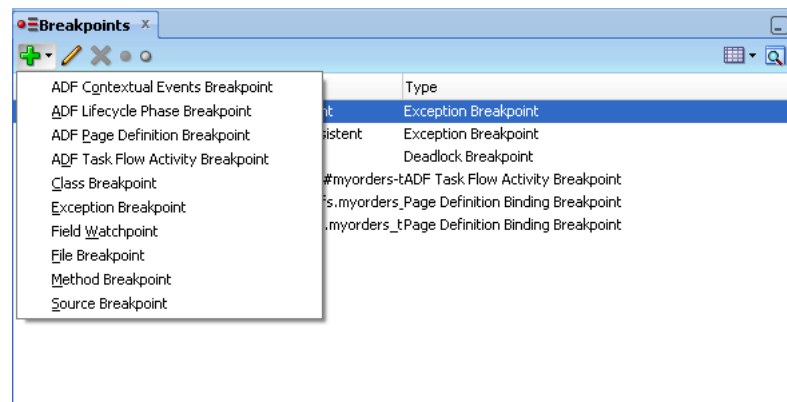 Breakpoints
Type
ADF Contextual Events Breakpoint
ADF Lifecycle Phase Breakpoint
ADF Page Definition Breakpoint
ADF Task Flow Activity Breakpoint
Class Breakpoint
Exception Breakpoint
Field Watchpoint
File Breakpoint
Method Breakpoint
Source Breakpoint
nt Exception Breakpoint
sistent Exception Breakpoint
Deadlock Breakpoint
#myorders-tADF Task Flow Activity Breakpoint
fs.myorders_Page Definition Binding Breakpoint
.myorders_tPage Definition Binding Breakpoint